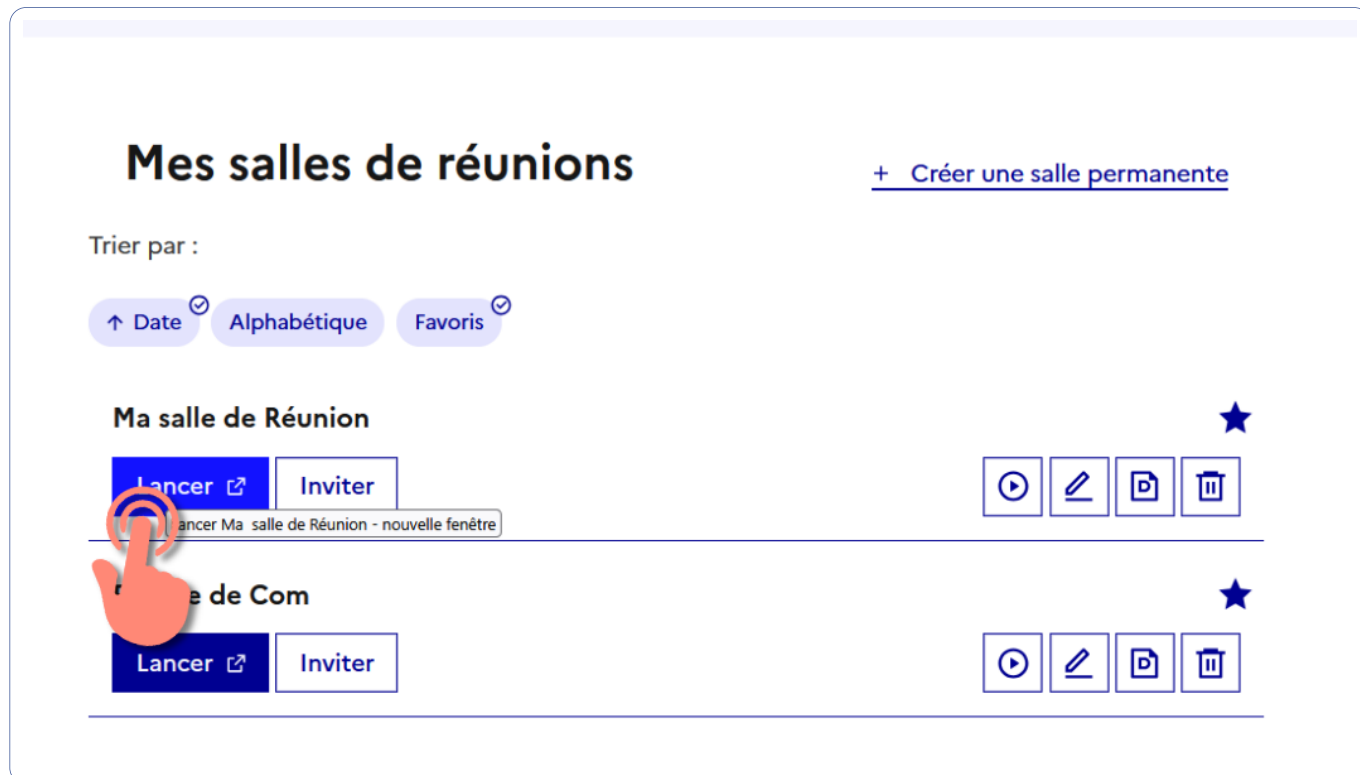 Mes salles de réunions
+ Créer une salle permanente
Trier par :
↑ Date Alphabétique Favoris
Ma salle de Réunion
Lancer Inviter
Ma salle de Réunion - nouvelle fenêtre
de Com
Lancer Inviter